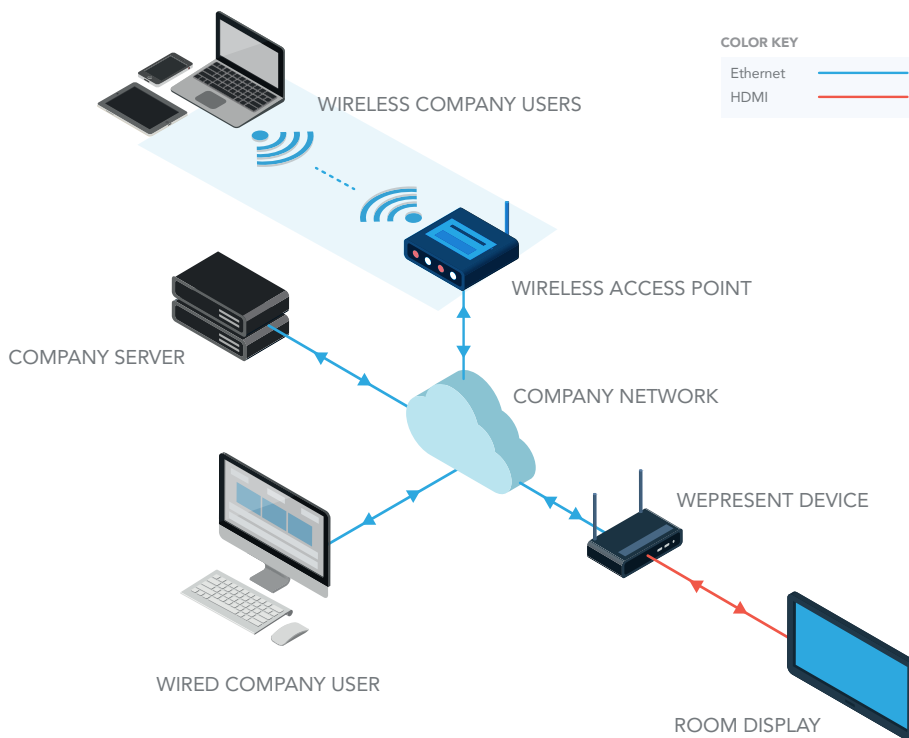 COLOR KEY
Ethernet
HDMI
WIRELESS COMPANY USERS
WIRELESS ACCESS POINT
COMPANY SERVER
COMPANY NETWORK
WEPRESENT DEVICE
WIRED COMPANY USER
ROOM DISPLAY